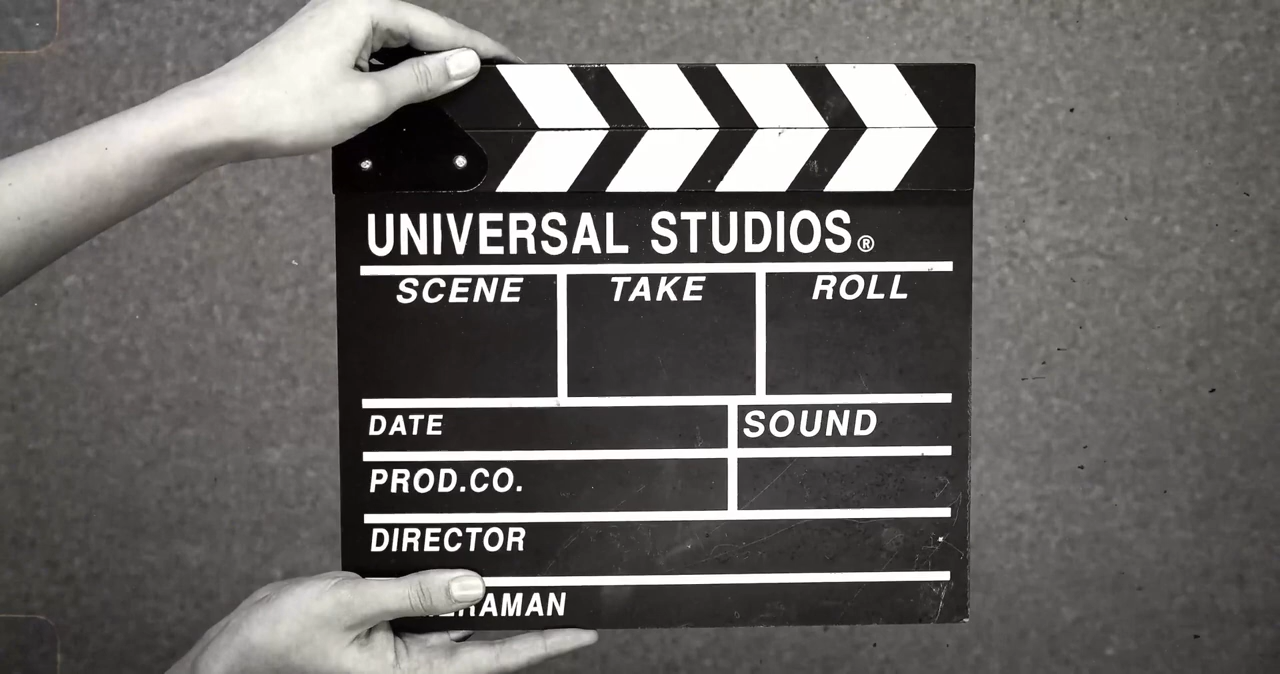 UNIVERSAL STUDIOS®
SCENE TAKE ROLL
DATE SOUND
PROD.CO.
DIRECTOR